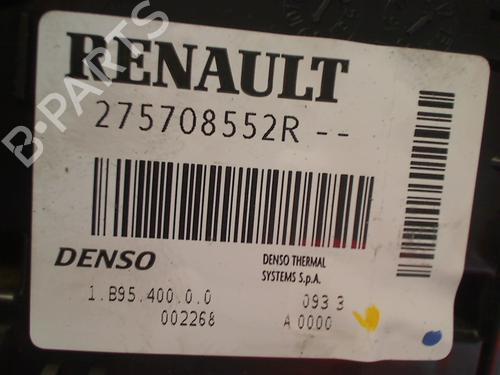 RENAULT
275708552R --
DENSO
DENSO THERMAL
SYSTEMS S.p.A.
1.B95.400.0.0
093 3
002268
A 0000
B-PARTS